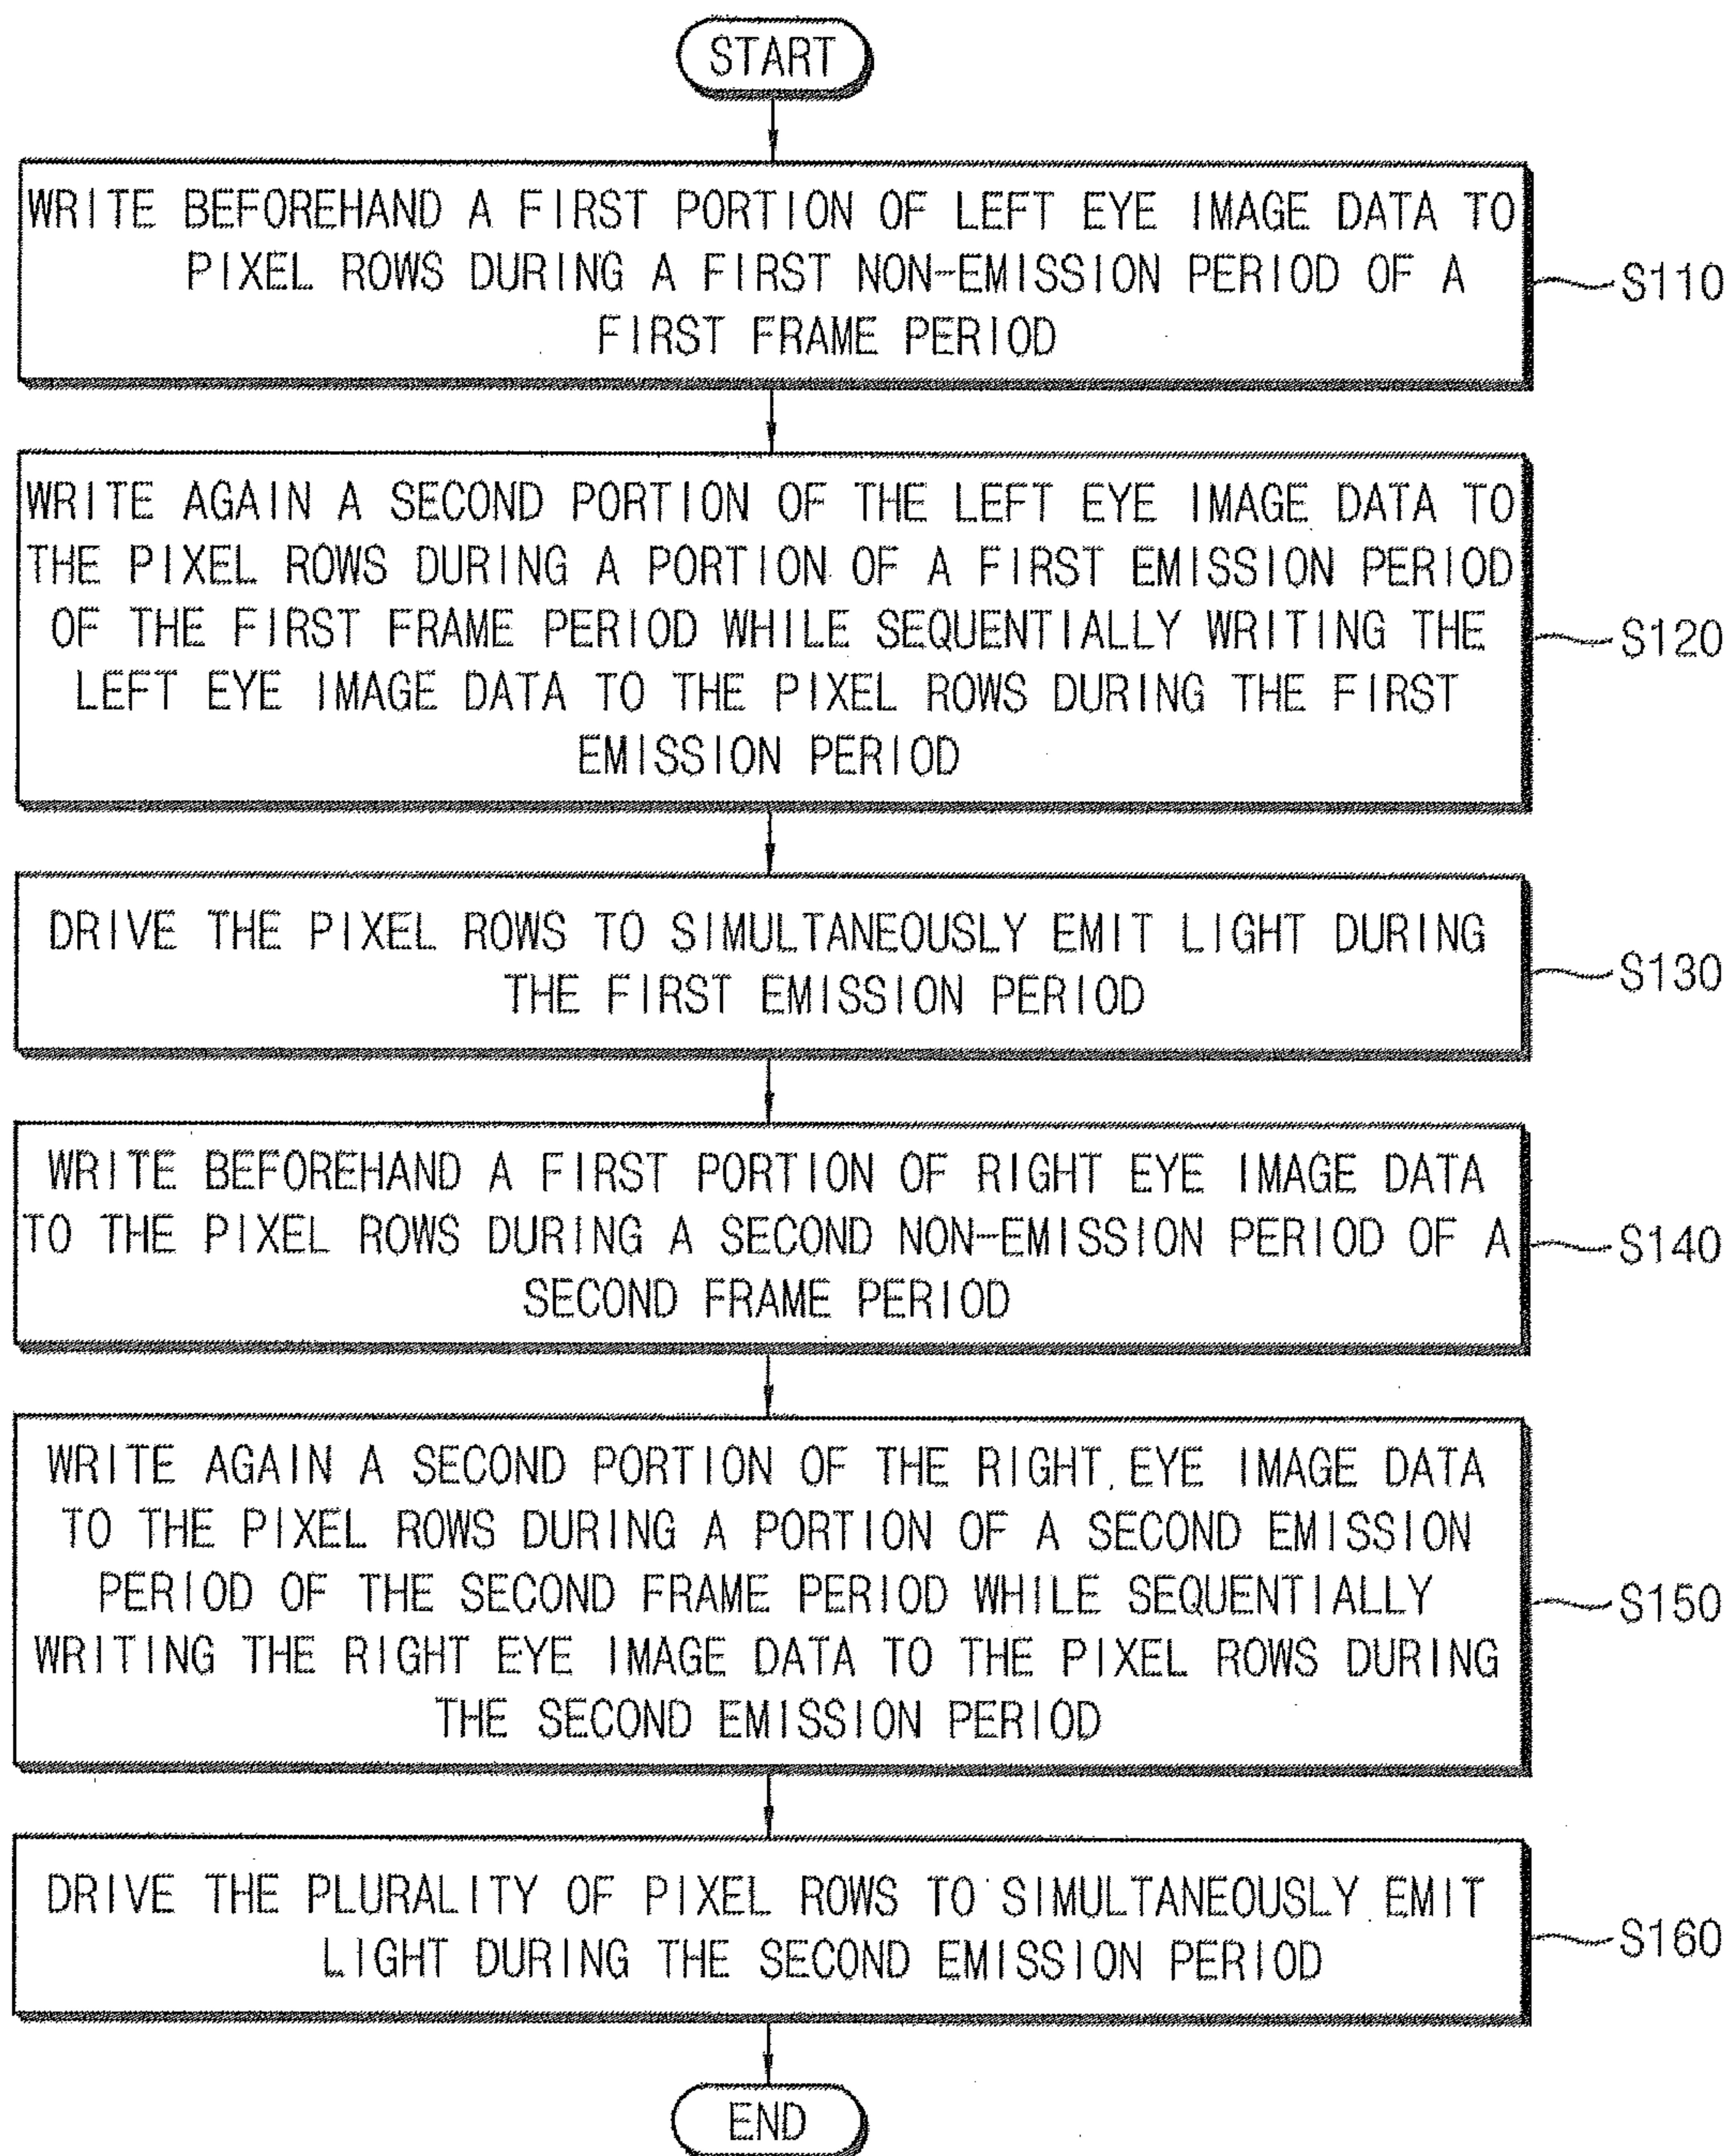 START
WRITE BEFOREHAND A FIRST PORTION OF LEFT EYE IMAGE DATA TO
PIXEL ROWS DURING A FIRST NON-EMISSION PERIOD OF A
FIRST FRAME PERIOD
S110
WRITE AGAIN A SECOND PORTION OF THE LEFT EYE IMAGE DATA TO
THE PIXEL ROWS DURING A PORTION OF A FIRST EMISSION PERIOD
OF THE FIRST FRAME PERIOD WHILE SEQUENTIALLY WRITING THE
LEFT EYE IMAGE DATA TO THE PIXEL ROWS DURING THE FIRST
EMISSION PERIOD
S120
DRIVE THE PIXEL ROWS TO SIMULTANEOUSLY EMIT LIGHT DURING
THE FIRST EMISSION PERIOD
S130
WRITE BEFOREHAND A FIRST PORTION OF RIGHT EYE IMAGE DATA
TO THE PIXEL ROWS DURING A SECOND NON-EMISSION PERIOD OF A
SECOND FRAME PERIOD
S140
WRITE AGAIN A SECOND PORTION OF THE RIGHT EYE IMAGE DATA
TO THE PIXEL ROWS DURING A PORTION OF A SECOND EMISSION
PERIOD OF THE SECOND FRAME PERIOD WHILE SEQUENTIALLY
WRITING THE RIGHT EYE IMAGE DATA TO THE PIXEL ROWS DURING
THE SECOND EMISSION PERIOD
S150
DRIVE THE PLURALITY OF PIXEL ROWS TO SIMULTANEOUSLY EMIT
LIGHT DURING THE SECOND EMISSION PERIOD
S160
END